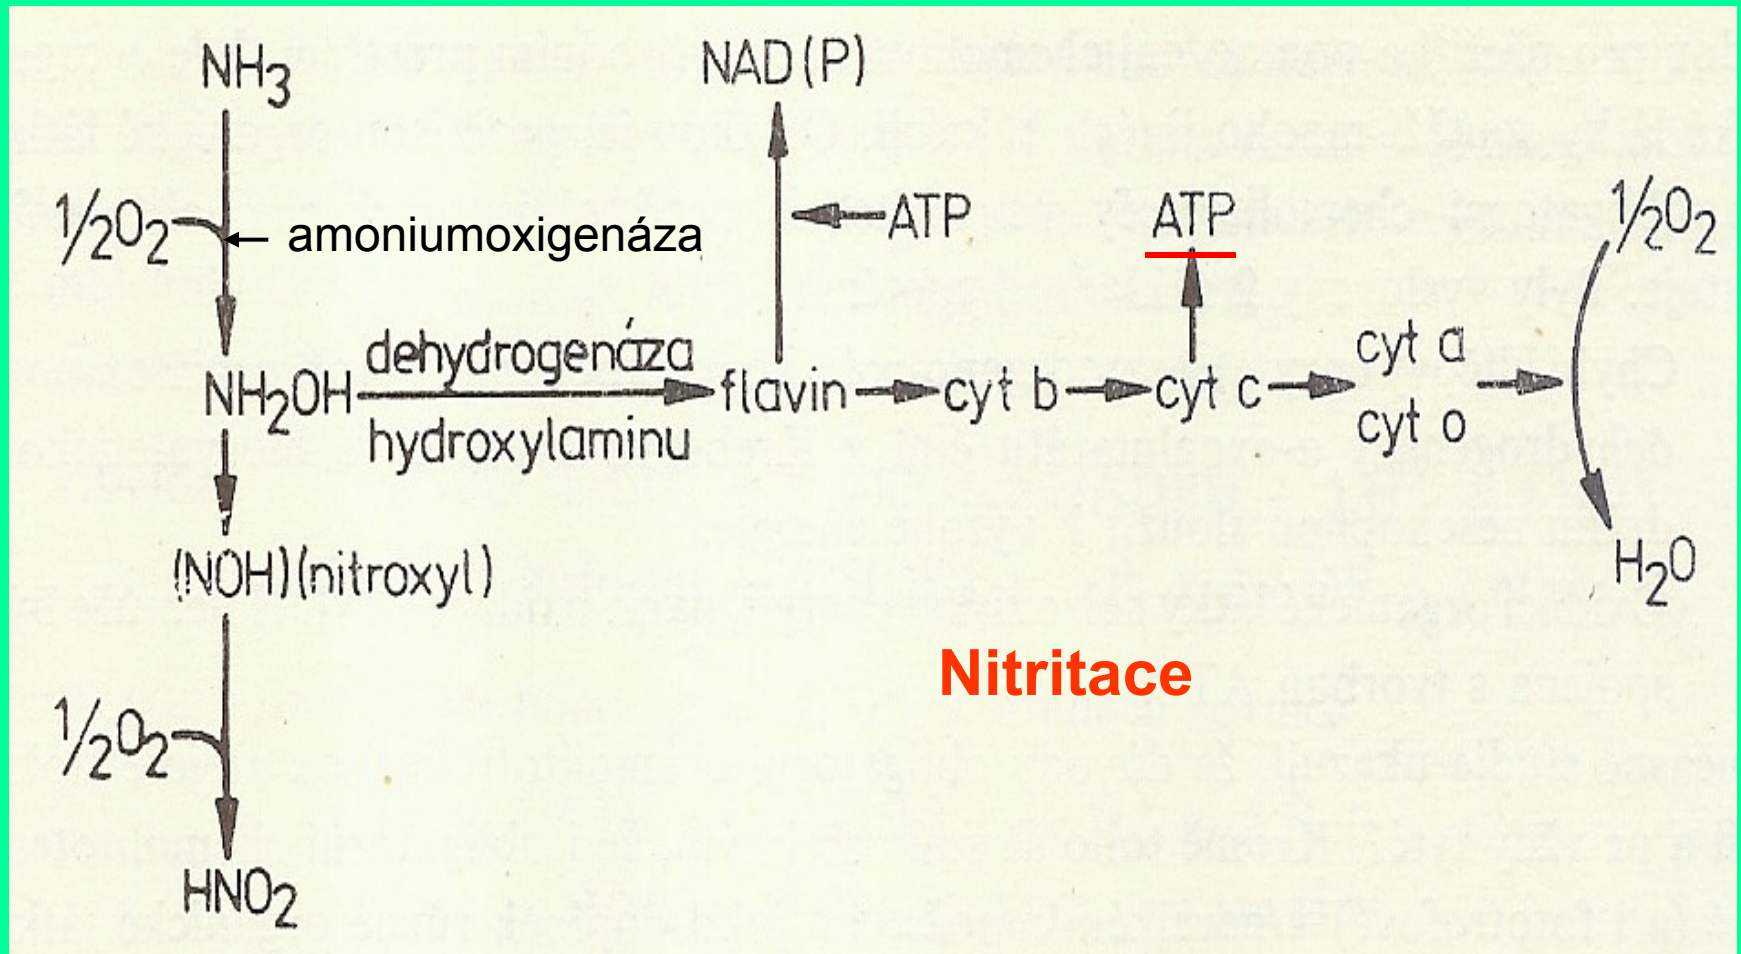 NH3
NAD(P)
½O2
amoniumoxigenáza
ATP
ATP
½O2
dehydrogenáza
hydroxylaminu
NH2OH
flavin
cyt b
cyt c
cyt a
cyt o
(NOH)(nitroxyl)
H2O
Nitritace
½O2
HNO2